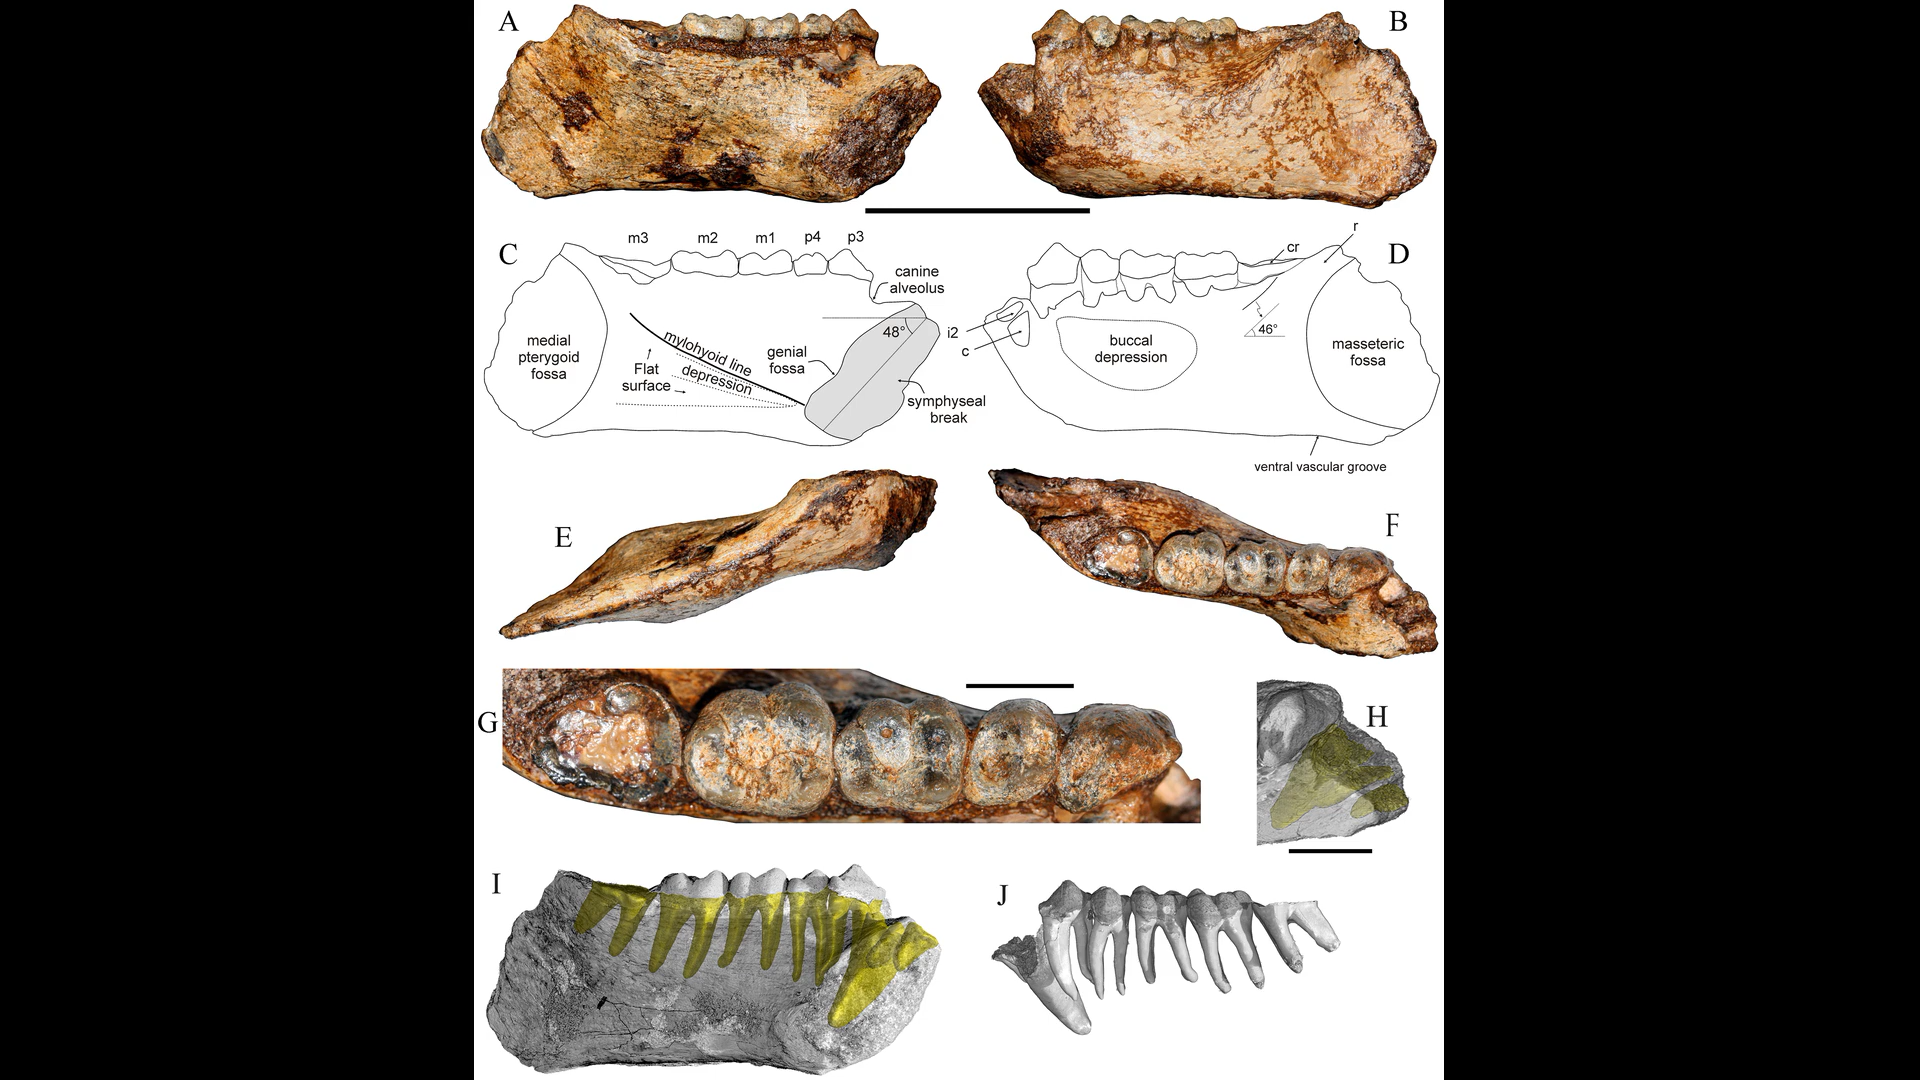 A
B
C
m3
m2
m1
p4
p3
canine
alveolus
48°
medial
pterygoid
fossa
mylohyoid line
depression
Flat
surface
genial
fossa
symphyseal
break
D
r
cr
i2
c
46°
buccal
depression
masseteric
fossa
ventral vascular groove
E
F
G
H
I
J